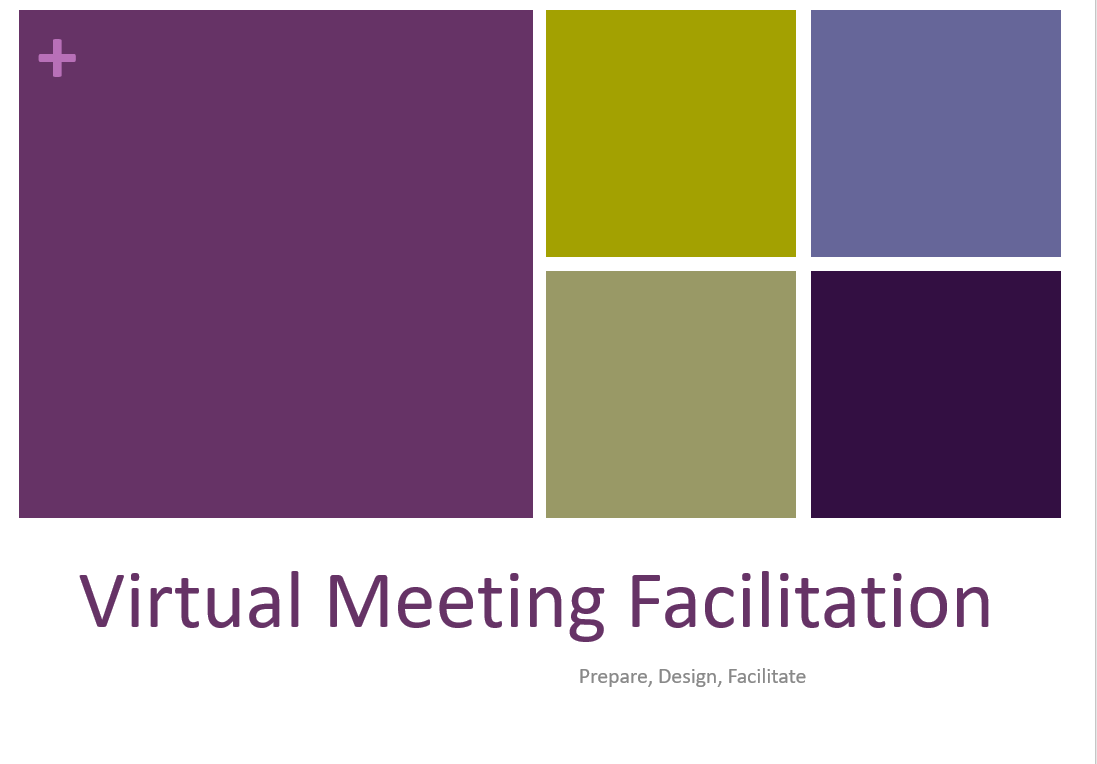 +
Virtual Meeting Facilitation
Prepare, Design, Facilitate